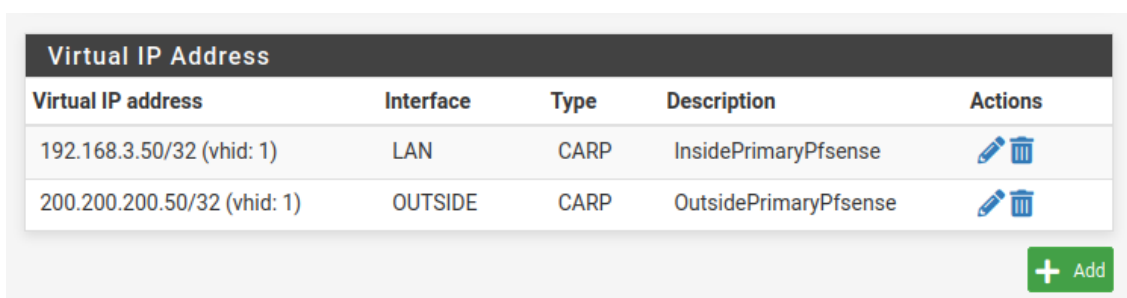 Virtual IP Address
Virtual IP address Interface Type Description Actions
192.168.3.50/32 (vhid: 1) LAN CARP InsidePrimaryPfsense
200.200.200.50/32 (vhid: 1) OUTSIDE CARP OutsidePrimaryPfsense
Add